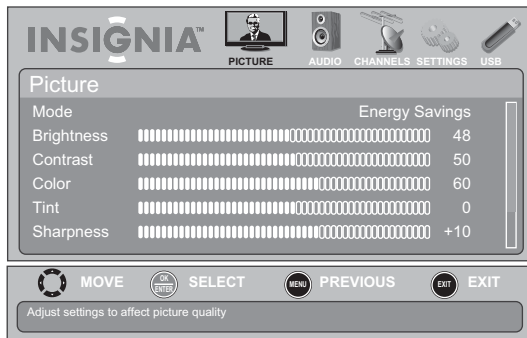 INSIGNIA™
PICTURE AUDIO CHANNELS SETTINGS USB
Picture
Mode Energy Savings
Brightness 48
Contrast 50
Color 60
Tint 0
Sharpness +10
MOVE OK ENTER SELECT MENU PREVIOUS EXIT EXIT
Adjust settings to affect picture quality